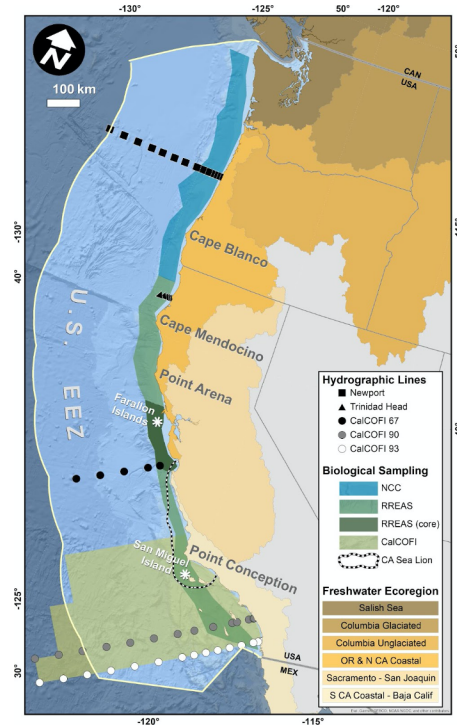 -130°
-125°
50°
-120°
50°
N
100 km
CAN
USA
-130°
40°
Cape Blanco
Cape Mendocino
Point Arena
U.S. EEZ
Farallon
Islands
Hydrographic Lines
Newport
Trinidad Head
CalCOFI 67
CalCOFI 90
CalCOFI 93
Biological Sampling
NCC
RREAS
RREAS (core)
CalCOFI
CA Sea Lion
San Miguel
Island
Point Conception
Freshwater Ecoregion
Salish Sea
Columbia Glaciated
Columbia Unglaciated
OR & N CA Coastal
Sacramento - San Joaquin
S CA Coastal - Baja Calif
-125°
30°
USA
MEX
-120°
-115°